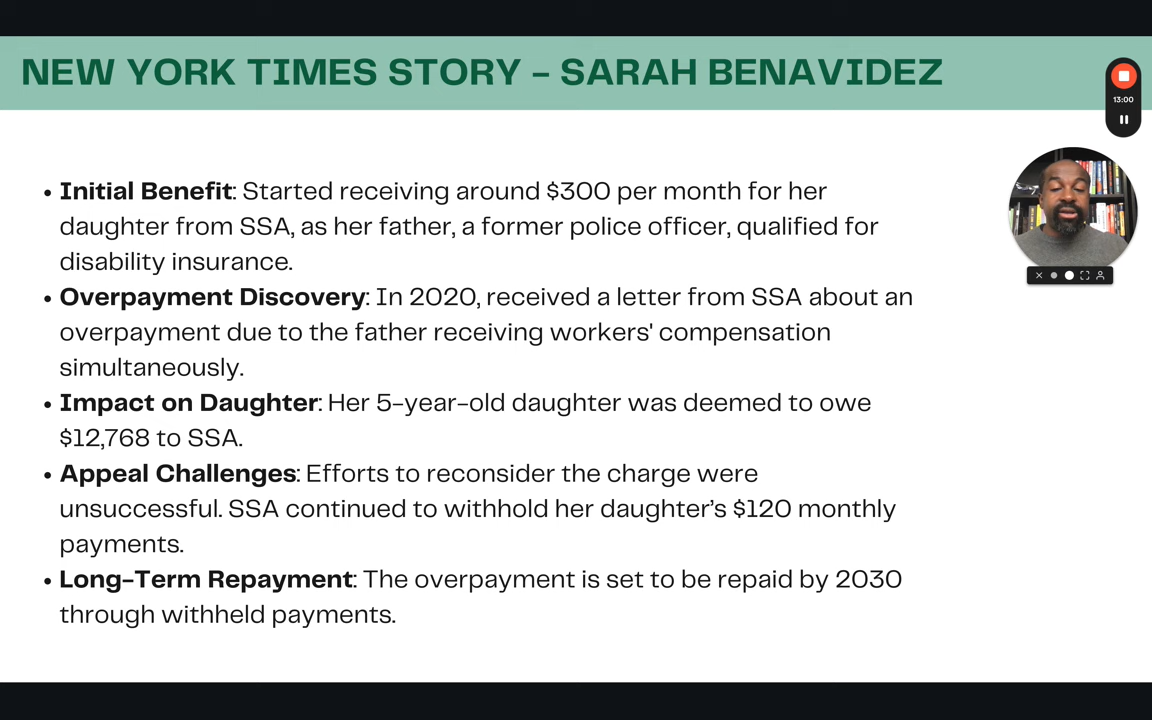 NEW YORK TIMES STORY - SARAH BENAVIDEZ
13:00
• Initial Benefit: Started receiving around $300 per month for her
daughter from SSA, as her father, a former police officer, qualified for
disability insurance.
• Overpayment Discovery: In 2020, received a letter from SSA about an
overpayment due to the father receiving workers' compensation
simultaneously.
• Impact on Daughter: Her 5-year-old daughter was deemed to owe
$12,768 to SSA.
• Appeal Challenges: Efforts to reconsider the charge were
unsuccessful. SSA continued to withhold her daughter’s $120 monthly
payments.
• Long-Term Repayment: The overpayment is set to be repaid by 2030
through withheld payments.